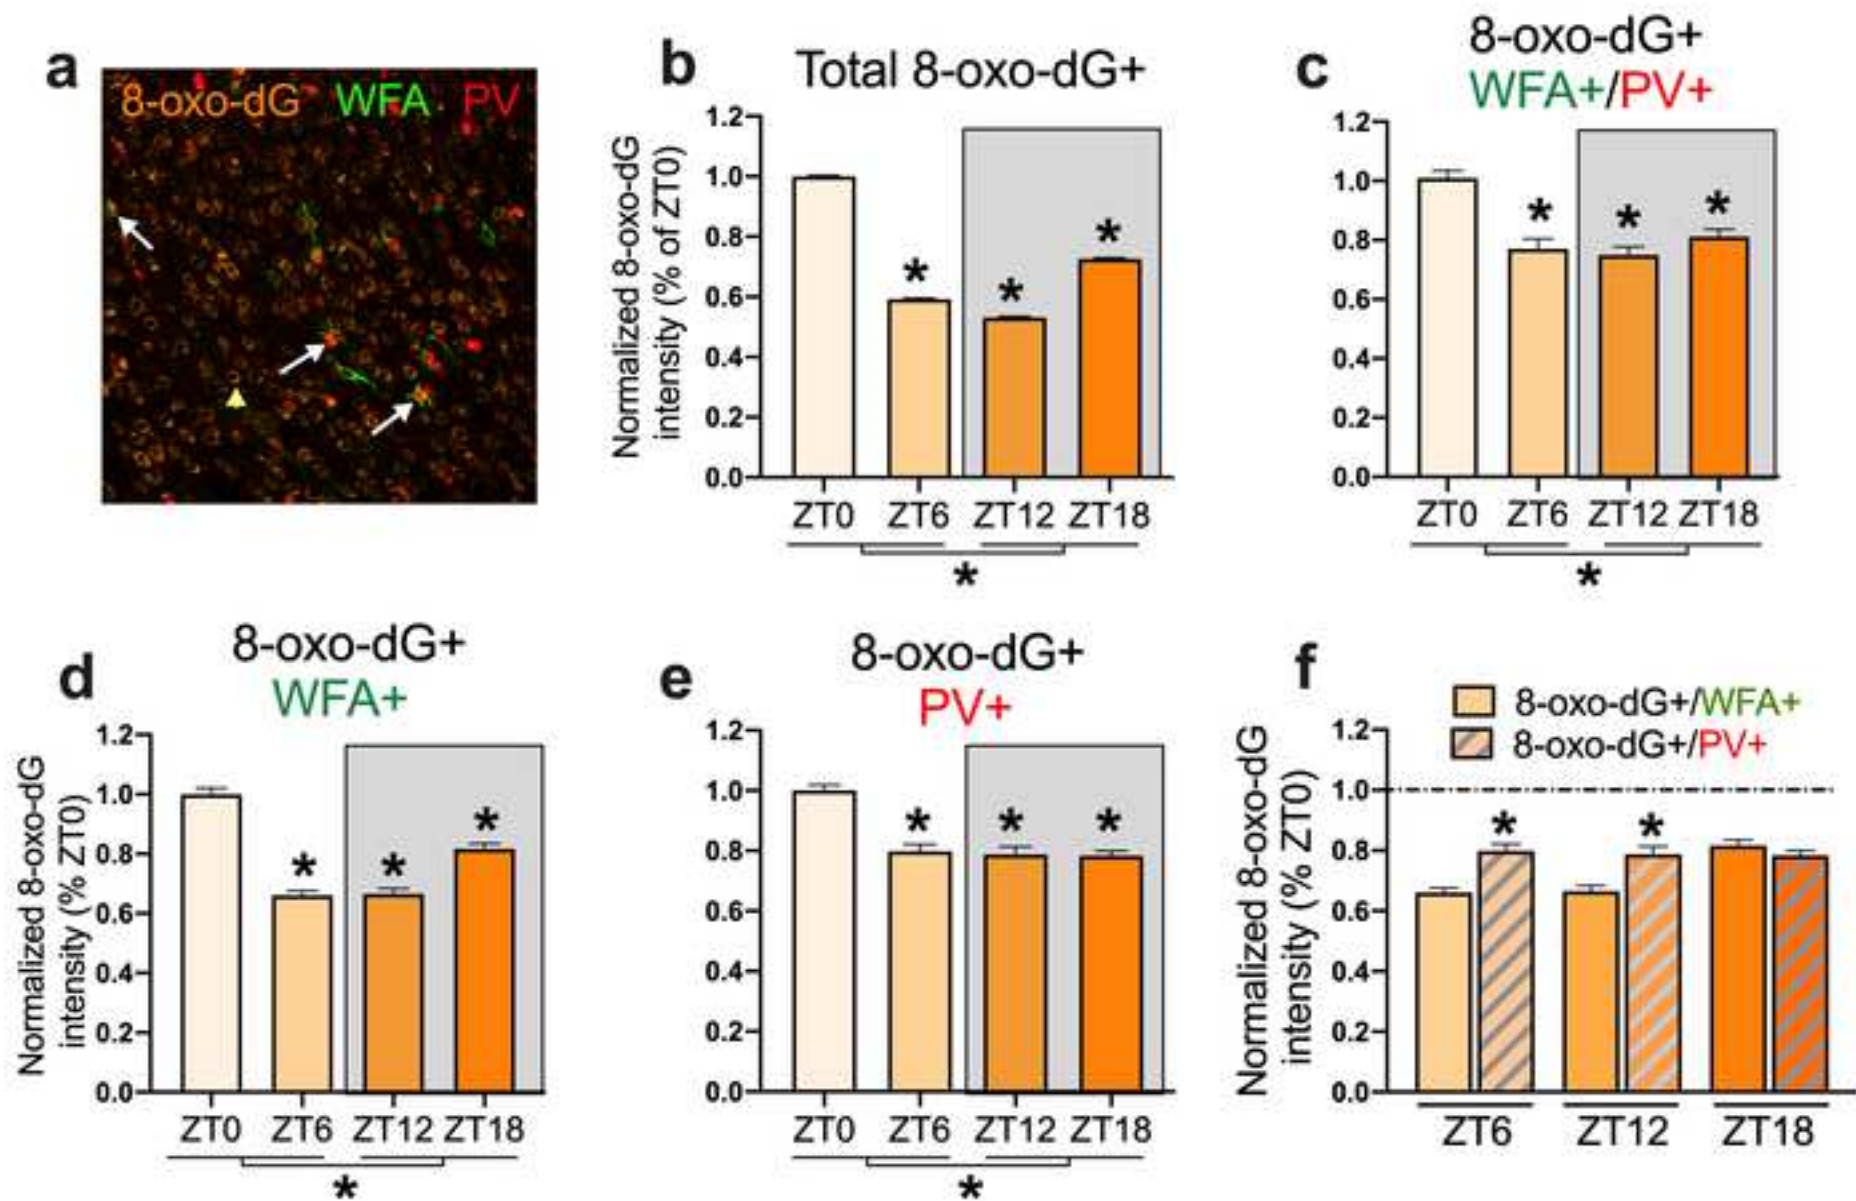 a
8-oxo-dG WFA PV
b
Total 8-oxo-dG+
Normalized 8-oxo-dG
intensity (% of ZT0)
1.2
1.0
0.8
0.6
0.4
0.2
0.0
*
*
*
ZT0 ZT6 ZT12 ZT18
*
c
8-oxo-dG+
WFA+/PV+
1.2
1.0
0.8
0.6
0.4
0.2
0.0
*
*
*
ZT0 ZT6 ZT12 ZT18
*
d
8-oxo-dG+
WFA+
Normalized 8-oxo-dG
intensity (% ZT0)
1.2
1.0
0.8
0.6
0.4
0.2
0.0
*
*
*
ZT0 ZT6 ZT12 ZT18
*
e
8-oxo-dG+
PV+
1.2
1.0
0.8
0.6
0.4
0.2
0.0
*
*
*
ZT0 ZT6 ZT12 ZT18
*
f
8-oxo-dG+/WFA+
8-oxo-dG+/PV+
Normalized 8-oxo-dG
intensity (% ZT0)
1.2
1.0
0.8
0.6
0.4
0.2
0.0
*
*
ZT6 ZT12 ZT18